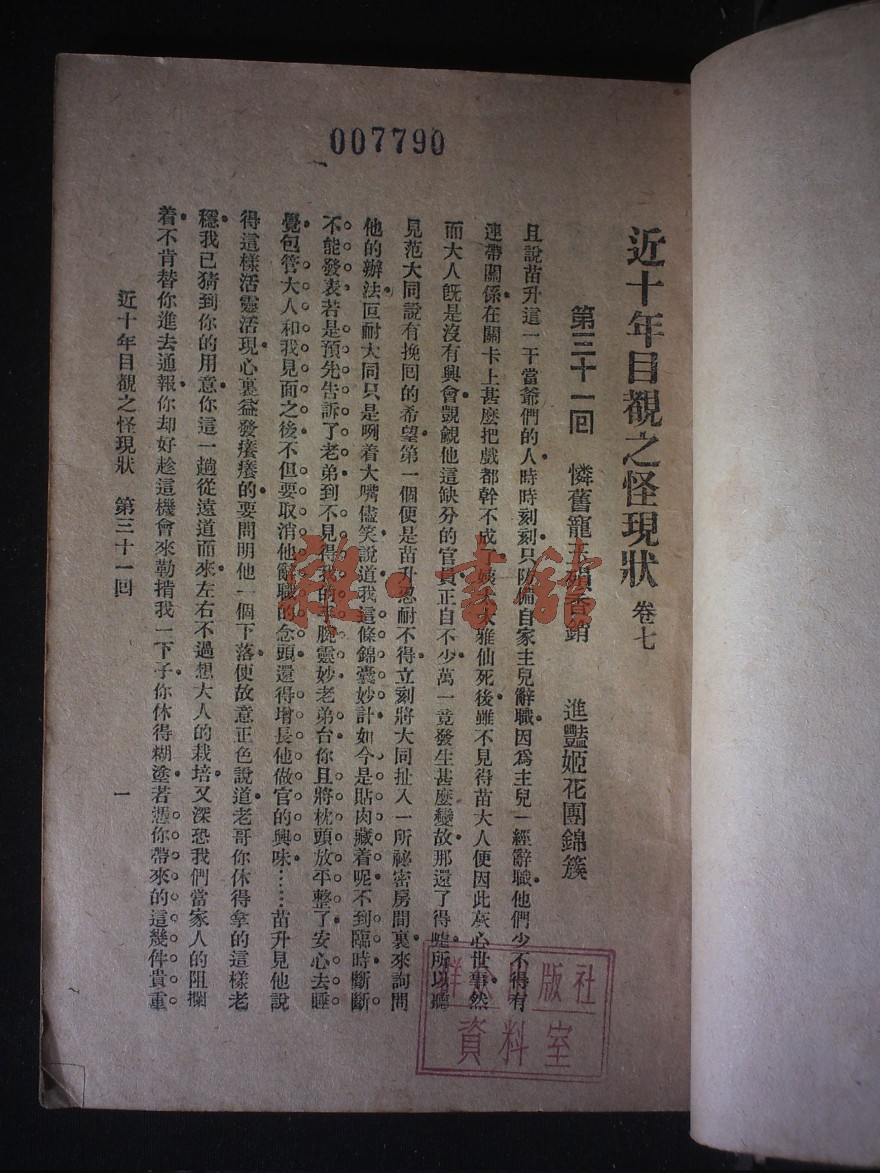 007790
近十年目覩之怪現狀 卷七
第三十一回 憐舊寵玉殞香銷 進豔姬花團錦簇
且說苗升這一干當爺們的人時時刻刻只防備自家主兒辭職因爲主兒一經辭職他們少不得有
連帶關係在關卡上甚麽把戲都幹不成了姨太太雅仙死後雖不見得苗大人便因此灰心世事然
而大人旣是沒有興會覬覦他這缺分的官員正自不少萬一竟發生甚麽變故那還了得 所以聽
見范大同說有挽囘的希望第一個便是苗升忍耐不得立刻將大同扯入一所祕密房間裏來詢問
他的辦法叵耐大同只是咧着大嘴儘笑說道我這條錦囊妙計如今是貼肉藏着呢不到臨時斷斷
不能發表若是預先告訴了老弟到不見得我的手腕靈妙老弟台你且將枕頭放平整了安心去睡
覺包管大人和我見面之後不但要取消他辭職的念頭還得增長他做官的興味……苗升見他說
得這樣活靈活現心裏益發癢癢的要問明他一個下落便故意正色說道老哥你休得拿的這樣老
穩我已猜到你的用意你這一趟從遠道而來左右不過想大人的栽培又深恐我們當家人的阻攔
着不肯替你進去通報你却好趁這機會來勒掯我一下子你休得糊塗若憑你帶來的這幾件貴重
近十年目覩之怪現狀 第三十一回 一
版社
資料室